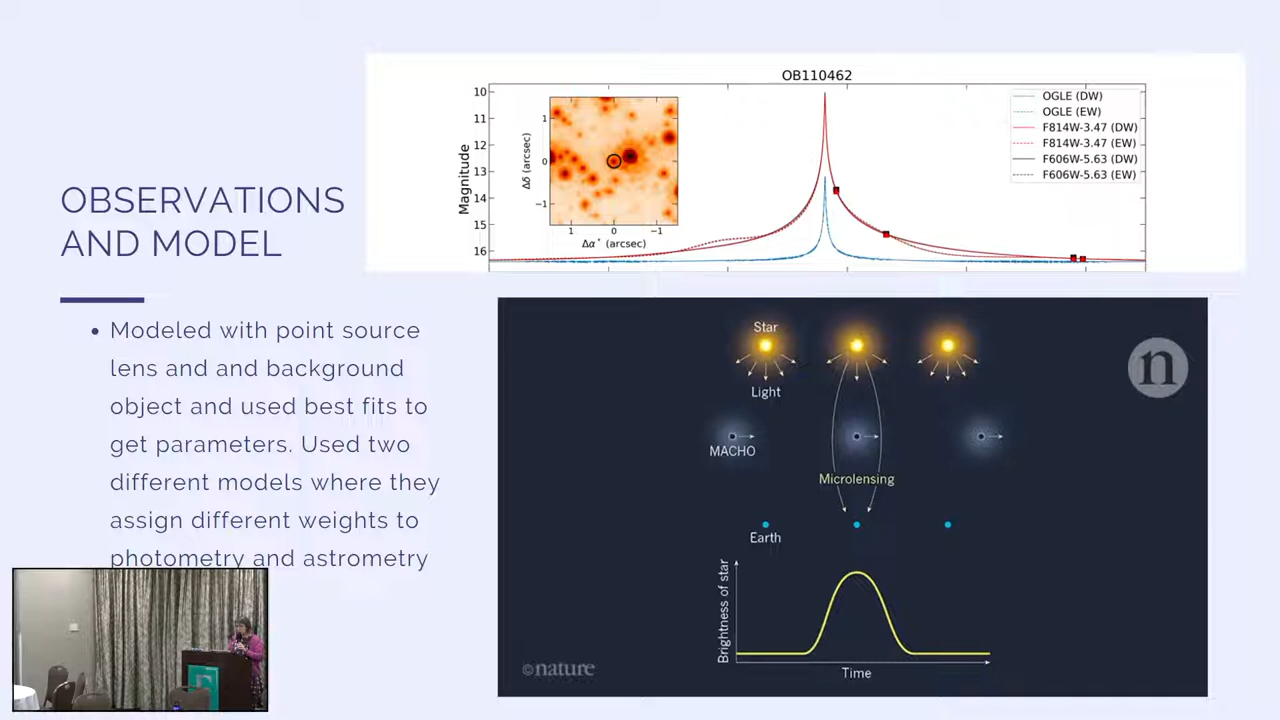 OBSERVATIONS
AND MODEL
• Modeled with point source
lens and and background
object and used best fits to
get parameters. Used two
different models where they
assign different weights to
photometry and astrometry
OB110462
Magnitude
10
11
12
13
14
15
16
Δδ (arcsec)
1
0
−1
1 0 −1
Δα* (arcsec)
OGLE (DW)
OGLE (EW)
F814W-3.47 (DW)
F814W-3.47 (EW)
F606W-5.63 (DW)
F606W-5.63 (EW)
n
Star
Light
MACHO
Microlensing
Earth
Brightness of star
Time
©nature